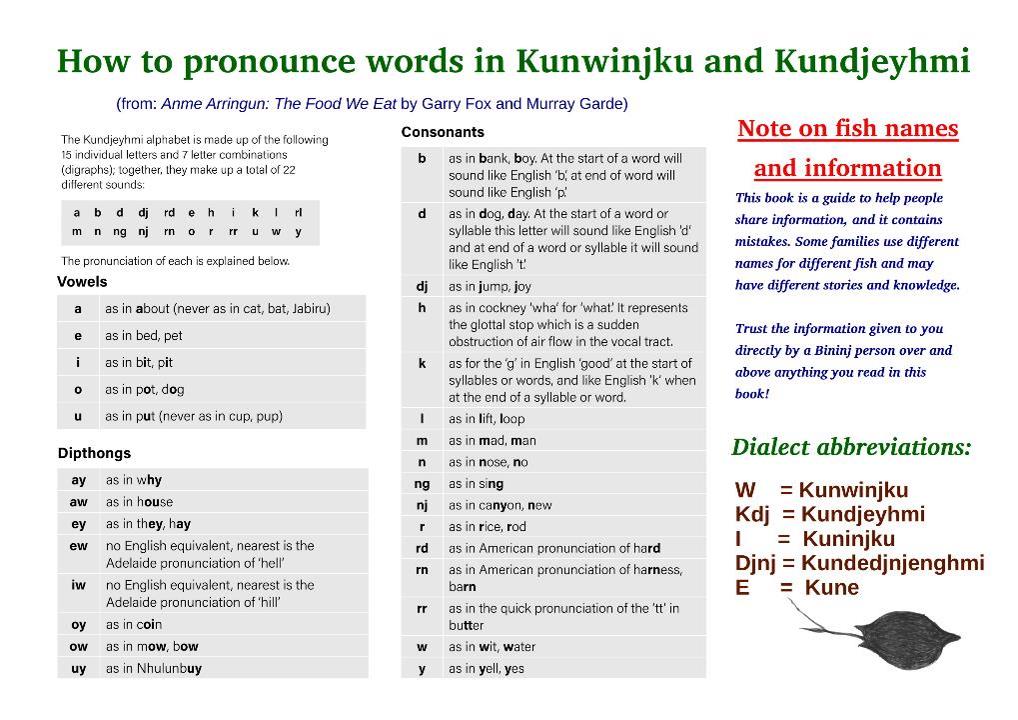 How to pronounce words in Kunwinjku and Kundjeyhmi
(from: Anme Arringun: The Food We Eat by Garry Fox and Murray Garde)
The Kundjeyhmi alphabet is made up of the following
15 individual letters and 7 letter combinations
(digraphs); together, they make up a total of 22
different sounds:
a b d dj rd e h i k l rl
m n ng nj rn o r rr u w y
The pronunciation of each is explained below.
Vowels
a as in about (never as in cat, bat, Jabiru)
e as in bed, pet
i as in bit, pit
o as in pot, dog
u as in put (never as in cup, pup)
Dipthongs
ay as in why
aw as in house
ey as in they, hay
ew no English equivalent, nearest is the
Adelaide pronunciation of 'hell'
iw no English equivalent, nearest is the
Adelaide pronunciation of 'hill'
oy as in coin
ow as in mow, bow
uy as in Nhulunbuy
Consonants
b as in bank, boy. At the start of a word will
sound like English 'b', at end of word will
sound like English 'p'.
d as in dog, day. At the start of a word or
syllable this letter will sound like English 'd'
and at end of a word or syllable it will sound
like English 't'.
dj as in jump, joy
h as in cockney 'wha' for 'what.' It represents
the glottal stop which is a sudden
obstruction of air flow in the vocal tract.
k as for the 'g' in English 'good' at the start of
syllables or words, and like English 'k' when
at the end of a syllable or word.
l as in lift, loop
m as in mad, man
n as in nose, no
ng as in sing
nj as in canyon, new
r as in rice, rod
rd as in American pronunciation of hard
rn as in American pronunciation of harness,
barn
rr as in the quick pronunciation of the 'tt' in
butter
w as in wit, water
y as in yell, yes
Note on fish names
and information
This book is a guide to help people
share information, and it contains
mistakes. Some families use different
names for different fish and may
have different stories and knowledge.
Trust the information given to you
directly by a Bininj person over and
above anything you read in this
book!
Dialect abbreviations:
W = Kunwinjku
Kdj = Kundjeyhmi
I = Kuninjku
Djnj = Kundedjnjenghmi
E = Kune